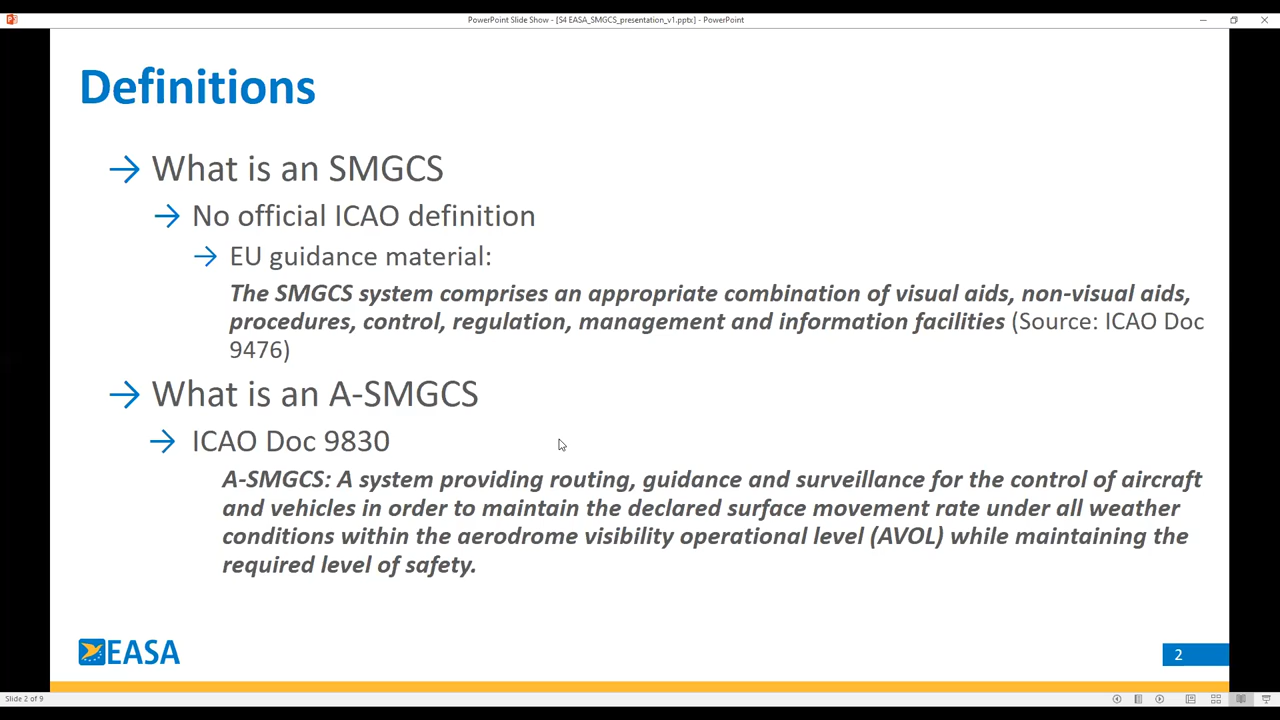 PowerPoint Slide Show - [S4 EASA_SMGCS_presentation_v1.pptx] - PowerPoint
Definitions
→ What is an SMGCS
→ No official ICAO definition
→ EU guidance material:
The SMGCS system comprises an appropriate combination of visual aids, non-visual aids,
procedures, control, regulation, management and information facilities (Source: ICAO Doc
9476)
→ What is an A-SMGCS
→ ICAO Doc 9830
A-SMGCS: A system providing routing, guidance and surveillance for the control of aircraft
and vehicles in order to maintain the declared surface movement rate under all weather
conditions within the aerodrome visibility operational level (AVOL) while maintaining the
required level of safety.
EASA
2
Slide 2 of 9